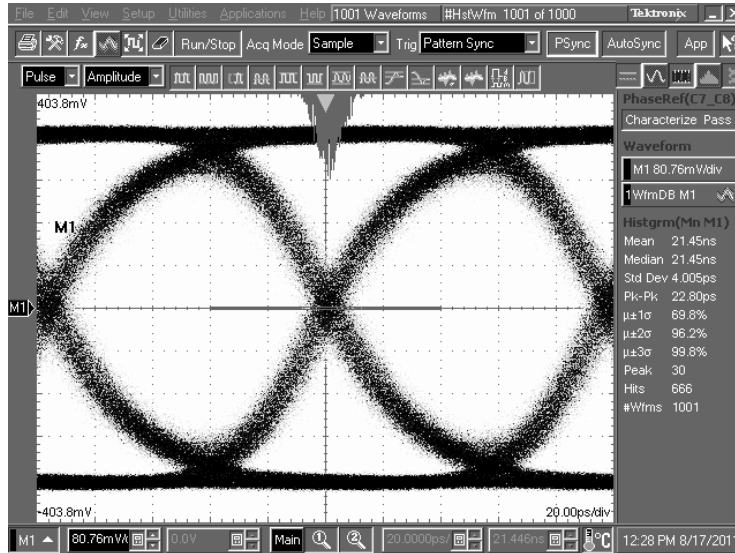 File Edit View Setup Utilities Applications Help 1001 Waveforms #HstWfm 1001 of 1000 Tektronix
Run/Stop Acq Mode Sample Trig Pattern Sync PSync AutoSync App
Pulse Amplitude
403.8mV
PhaseRef(C7_C8)
Characterize Pass
Waveform
M1 80.76mV/div
1 WfmDB M1
Histgrm(Mn M1)
Mean 21.45ns
Median 21.45ns
Std Dev 4.005ps
Pk-Pk 22.80ps
µ±1σ 69.8%
µ±2σ 96.2%
µ±3σ 99.8%
Peak 30
Hits 666
#Wfms 1001
M1
M1
-403.8mV
20.00ps/div
M1 80.76mV/ 0.0V Main 20.0000ps/ 21.446ns °C 12:28 PM 8/17/2011